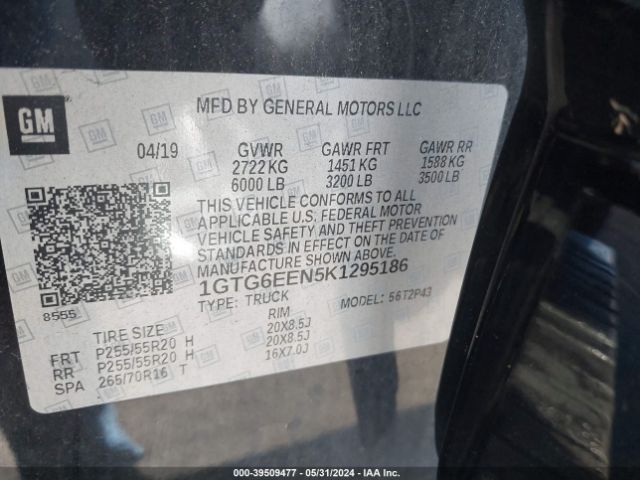 GM
MFD BY GENERAL MOTORS LLC
04/19 GVWR GAWR FRT GAWR RR
2722 KG 1451 KG 1588 KG
6000 LB 3200 LB 3500 LB
THIS VEHICLE CONFORMS TO ALL
APPLICABLE U.S. FEDERAL MOTOR
VEHICLE SAFETY AND THEFT PREVENTION
STANDARDS IN EFFECT ON THE DATE OF
MANUFACTURE SHOWN ABOVE.
1GTG6EEN5K1295186
8555 TYPE: TRUCK MODEL: 56T2P43
TIRE SIZE RIM
FRT P255/55R20 H 20X8.5J
RR P255/55R20 H 20X8.5J
SPA 265/70R16 T 16X7.0J
000-39509477 - 05/31/2024 - IAA Inc.